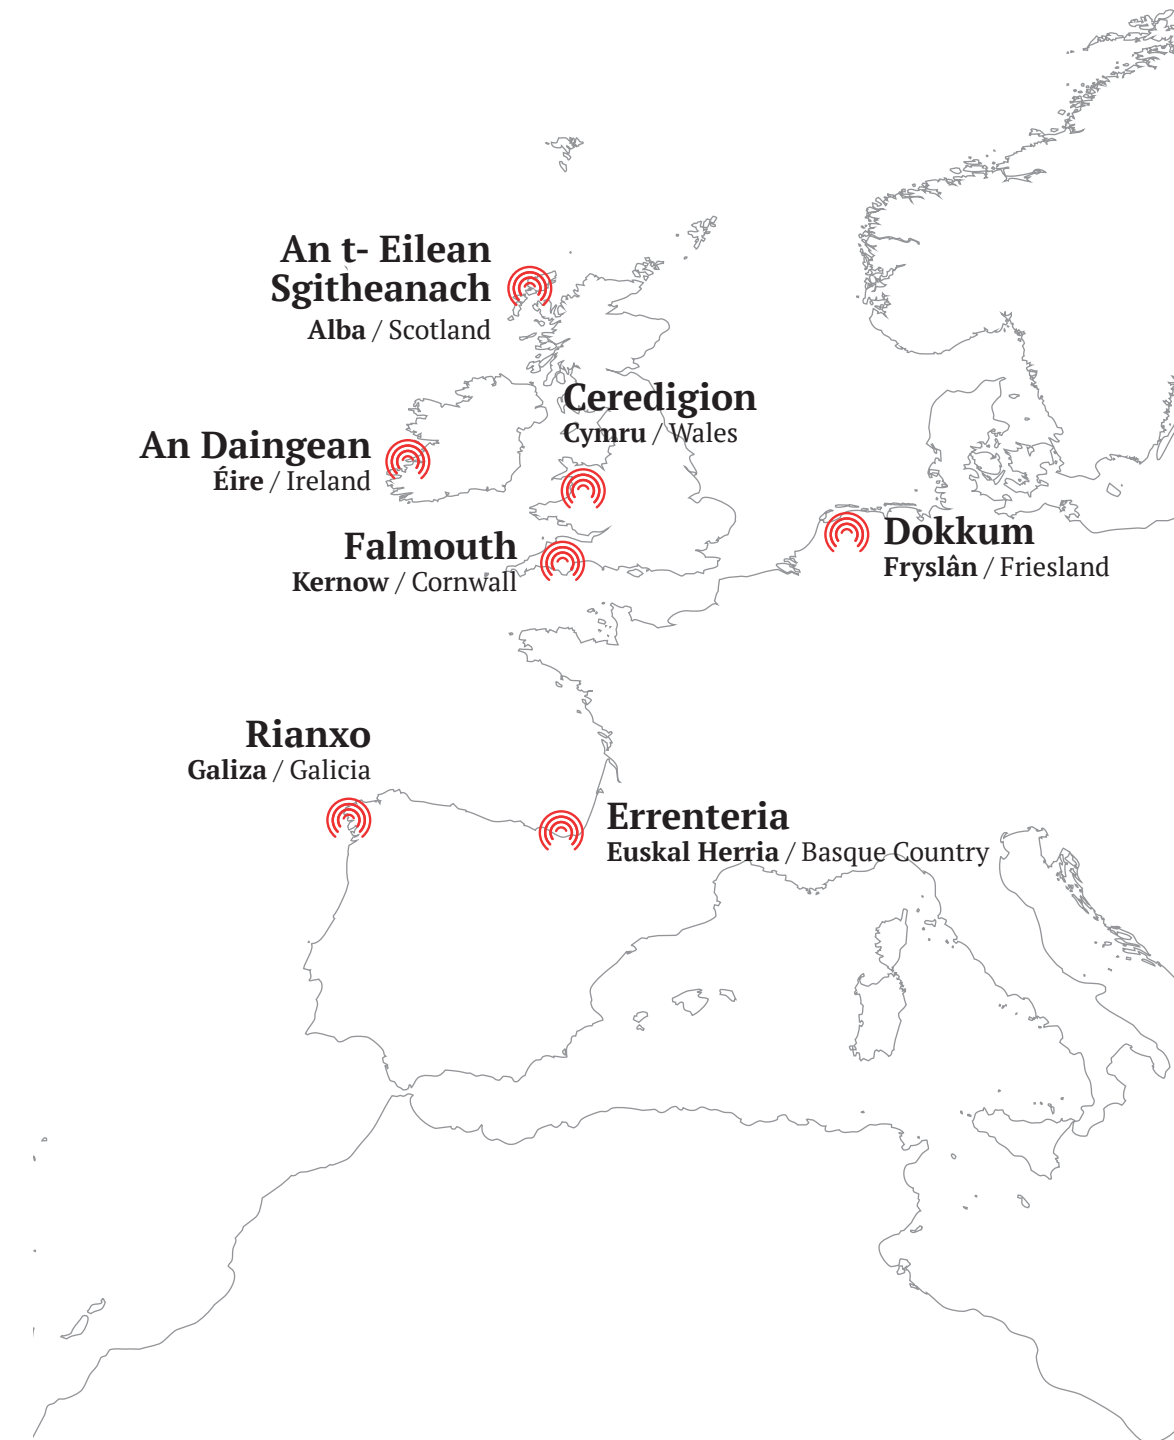 An t- Eilean
Sgitheanach
Alba / Scotland
Ceredigion
Cymru / Wales
An Daingean
Éire / Ireland
Falmouth
Kernow / Cornwall
Dokkum
Fryslân / Friesland
Rianxo
Galiza / Galicia
Errenteria
Euskal Herria / Basque Country